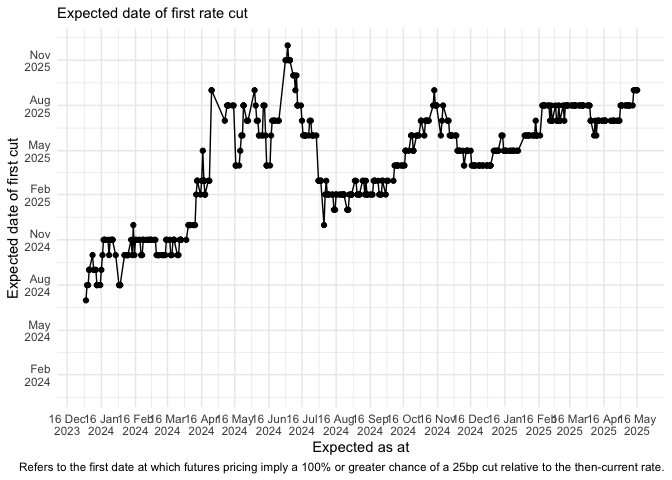 Expected date of first rate cut
Expected date of first cut
Nov
2025
Aug
2025
May
2025
Feb
2025
Nov
2024
Aug
2024
May
2024
Feb
2024
16 Dec 16 Jan 16 Feb 16 Mar 16 Apr 16 May 16 Jun 16 Jul 16 Aug 16 Sep 16 Oct 16 Nov 16 Dec 16 Jan 16 Feb 16 Mar 16 Apr 16 May
2023 2024 2024 2024 2024 2024 2024 2024 2024 2024 2024 2024 2024 2025 2025 2025 2025 2025
Expected as at
Refers to the first date at which futures pricing imply a 100% or greater chance of a 25bp cut relative to the then-current rate.